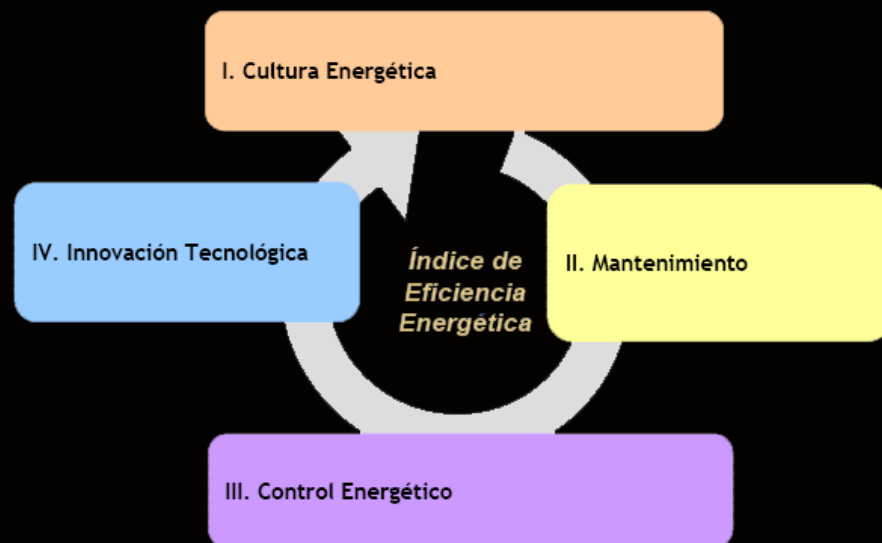 I. Cultura Energética
IV. Innovación Tecnológica
Índice de
Eficiencia
Energética
II. Mantenimiento
III. Control Energético